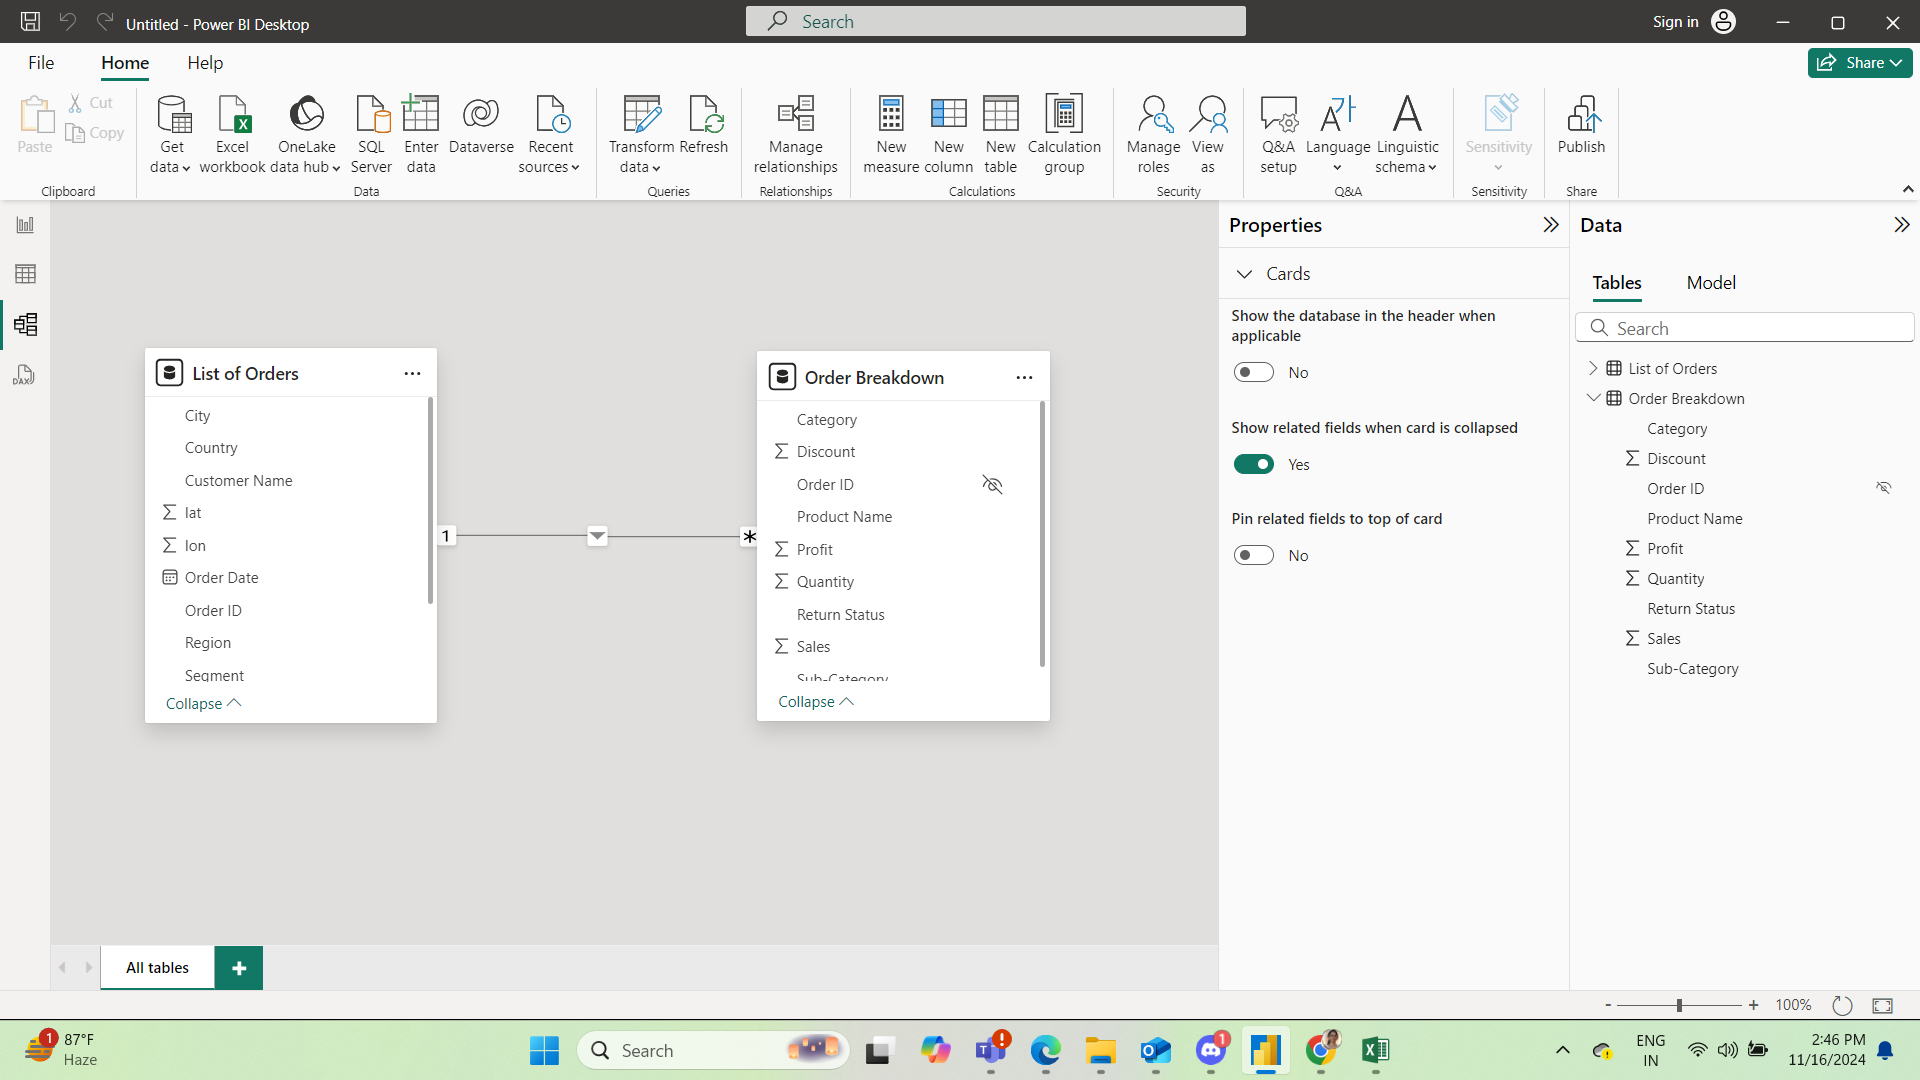 Untitled - Power BI Desktop
Search
Sign in
File
Home
Help
Share
Paste
Cut
Copy
Clipboard
Get data
Excel workbook
OneLake data hub
SQL Server
Enter data
Dataverse
Recent sources
Data
Transform data
Refresh
Queries
Manage relationships
Relationships
New measure
New column
New table
Calculation group
Calculations
Manage roles
View as
Security
Q&A setup
Language
Linguistic schema
Q&A
Sensitivity
Sensitivity
Publish
Share
DAX
List of Orders
City
Country
Customer Name
lat
lon
Order Date
Order ID
Region
Segment
Collapse
1
*
Order Breakdown
Category
Discount
Order ID
Product Name
Profit
Quantity
Return Status
Sales
Sub-Category
Collapse
Properties
Cards
Show the database in the header when applicable
No
Show related fields when card is collapsed
Yes
Pin related fields to top of card
No
Data
Tables
Model
Search
List of Orders
Order Breakdown
Category
Discount
Order ID
Product Name
Profit
Quantity
Return Status
Sales
Sub-Category
All tables
+
- + 100%
1
87°F
Haze
Search
1
ENG
IN
2:46 PM
11/16/2024